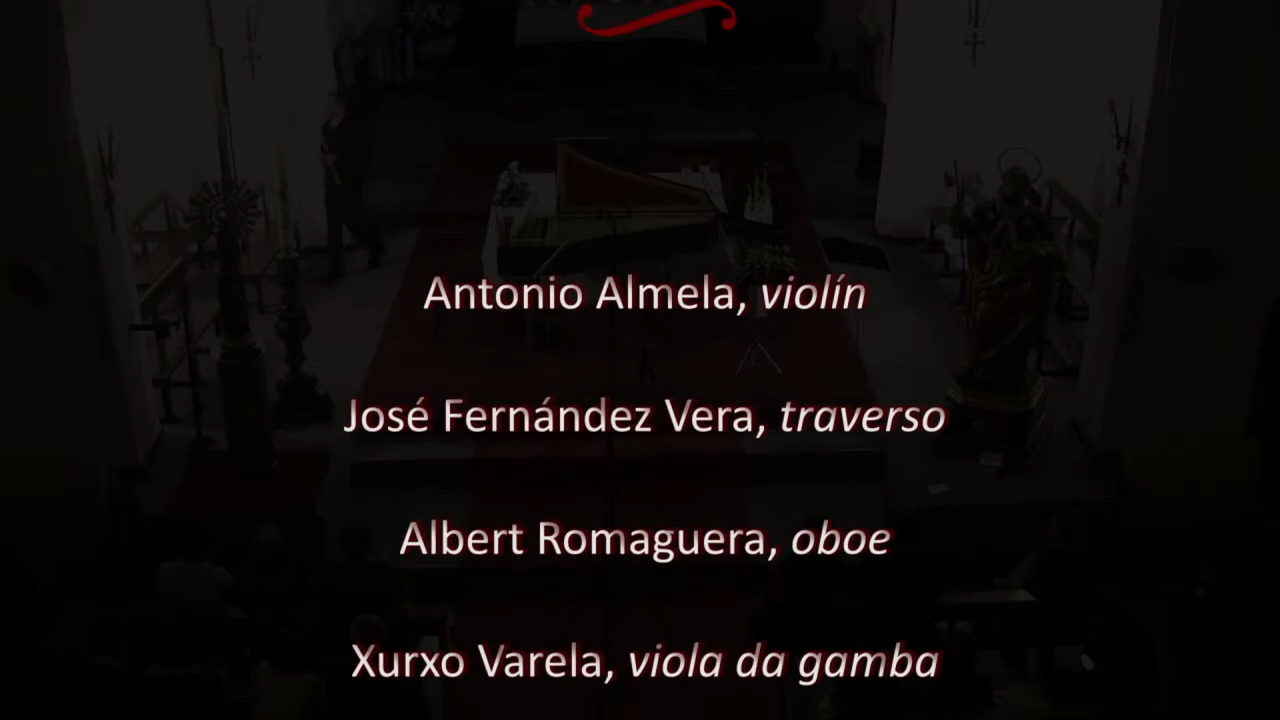 Antonio Almela, violín
José Fernández Vera, traverso
Albert Romaguera, oboe
Xurxo Varela, viola da gamba